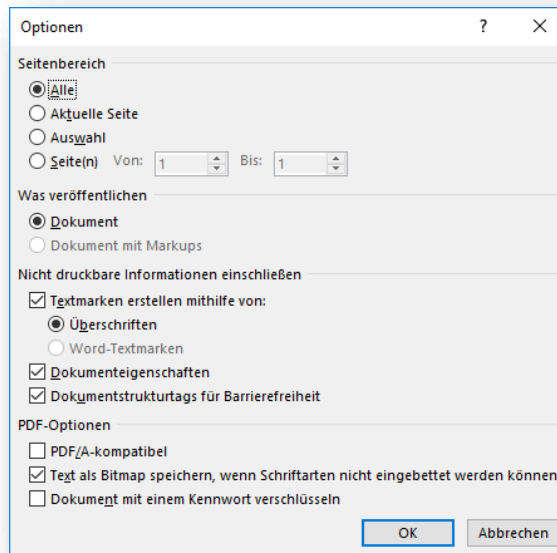 Optionen ?
Seitenbereich
Alle
Aktuelle Seite
Auswahl
Seite(n) Von: 1 Bis: 1
Was veröffentlichen
Dokument
Dokument mit Markups
Nicht druckbare Informationen einschließen
Textmarken erstellen mithilfe von:
Überschriften
Word-Textmarken
Dokumenteigenschaften
Dokumentstrukturtags für Barrierefreiheit
PDF-Optionen
PDF/A-kompatibel
Text als Bitmap speichern, wenn Schriftarten nicht eingebettet werden können
Dokument mit einem Kennwort verschlüsseln
OK Abbrechen